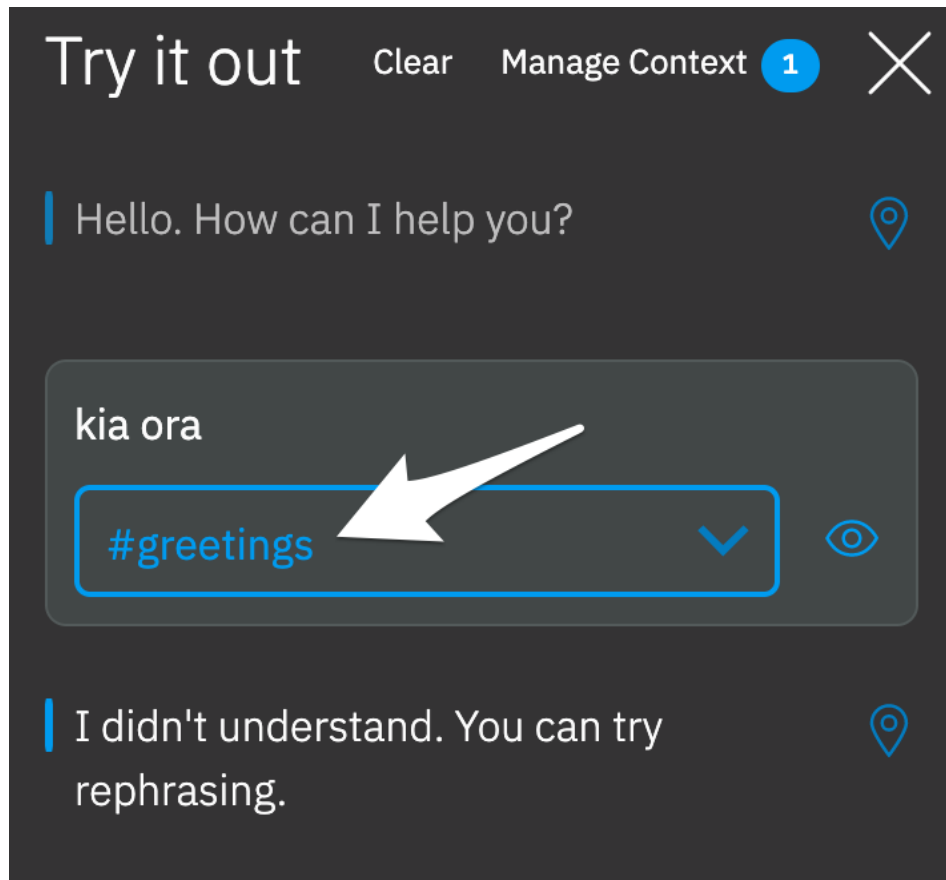 Try it out Clear Manage Context 1
Hello. How can I help you?
kia ora
#greetings
I didn't understand. You can try
rephrasing.